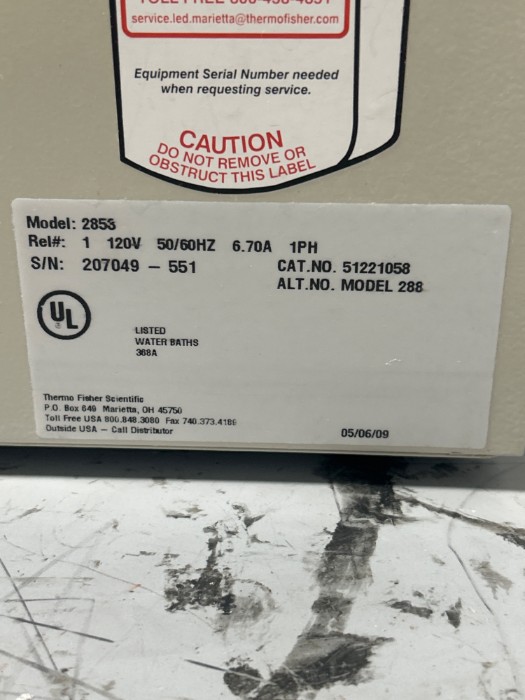 service.led.marietta@thermofisher.com
Equipment Serial Number needed
when requesting service.
CAUTION
DO NOT REMOVE OR
OBSTRUCT THIS LABEL
Model: 2853
Rel#: 1 120V 50/60HZ 6.70A 1PH
S/N: 207049 – 551
CAT.NO. 51221058
ALT.NO. MODEL 288
UL
®
LISTED
WATER BATHS
368A
Thermo Fisher Scientific
P.O. Box 649 Marietta, OH 45750
Toll Free USA 800.848.3080 Fax 740.373.4186
Outside USA – Call Distributor
05/06/09